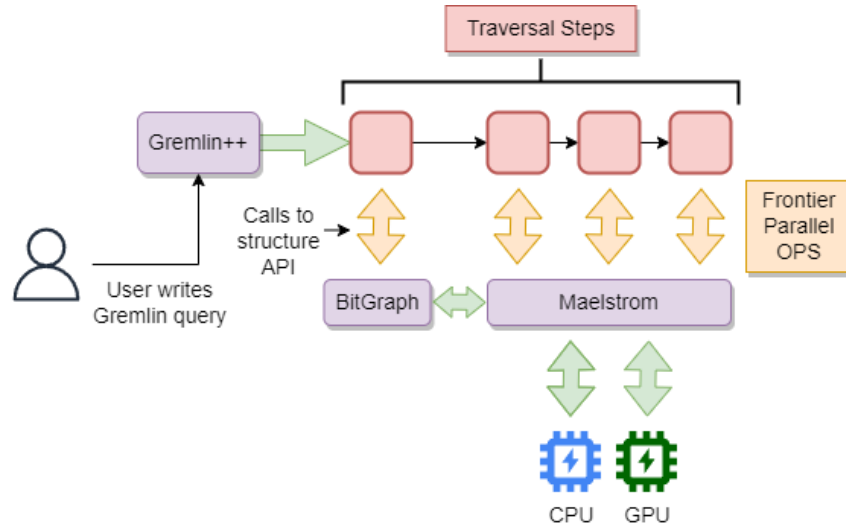 Traversal Steps
Gremlin++
Calls to
structure
API
Frontier
Parallel
OPS
User writes
Gremlin query
BitGraph
Maelstrom
CPU
GPU